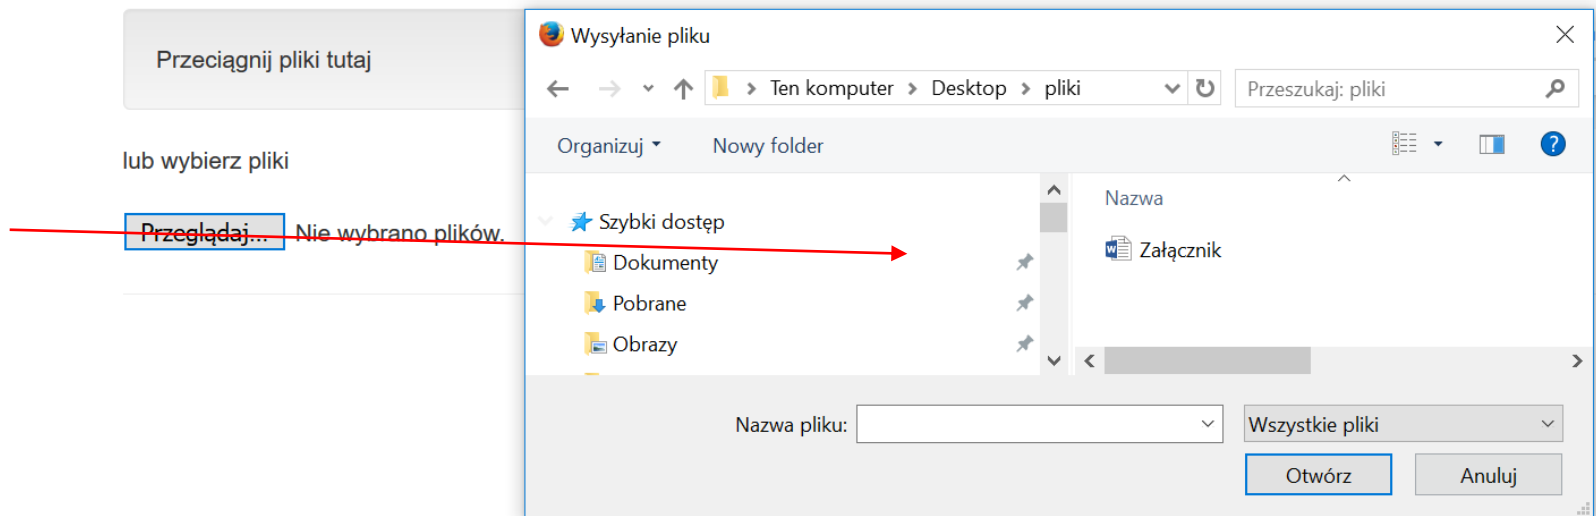 Przeciągnij pliki tutaj
lub wybierz pliki
Przeglądaj... Nie wybrano plików.
Wysyłanie pliku
Ten komputer > Desktop > pliki
Przeszukaj: pliki
Organizuj Nowy folder
Szybki dostęp
Dokumenty
Pobrane
Obrazy
Nazwa
Załącznik
Nazwa pliku:
Wszystkie pliki
Otwórz Anuluj